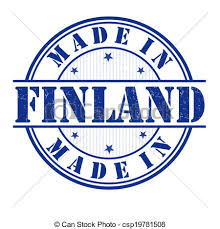 MADE IN
FINLAND
MADE IN
© Can Stock Photo - csp19781508